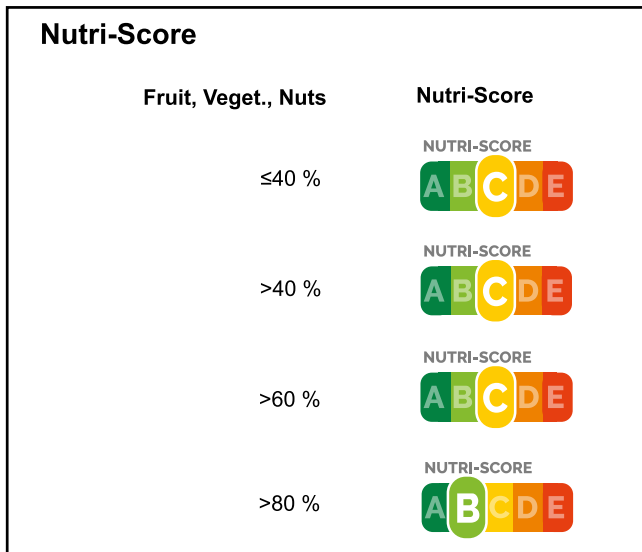 Nutri-Score
Fruit, Veget., Nuts Nutri-Score
NUTRI-SCORE
≤40 % A B C D E
NUTRI-SCORE
>40 % A B C D E
NUTRI-SCORE
>60 % A B C D E
NUTRI-SCORE
>80 % A B C D E